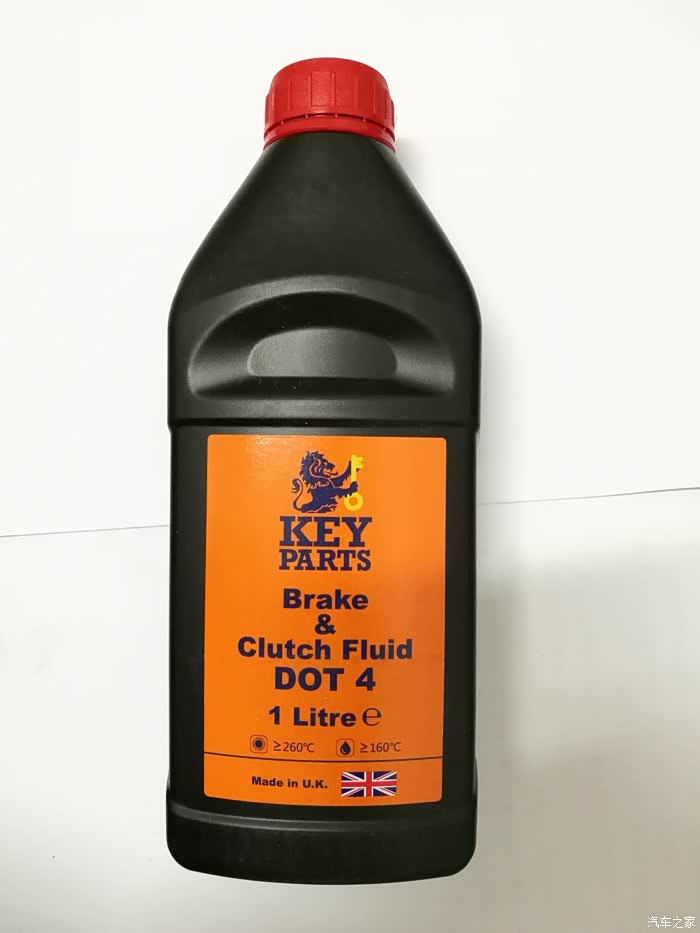 KEY
PARTS
Brake
&
Clutch Fluid
DOT 4
1 Litre ℮
≥260℃ ≥160℃
Made in U.K.
汽车之家